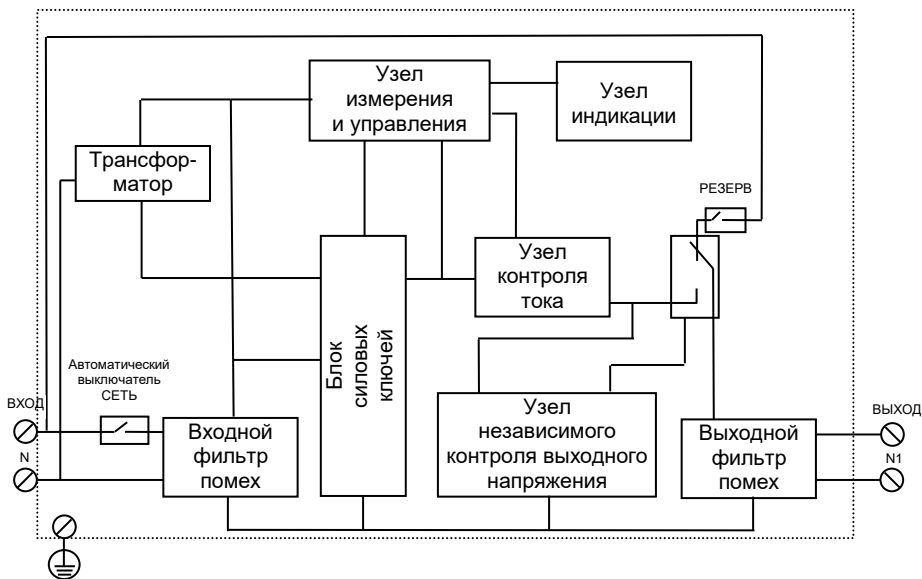 Узел
измерения
и управления
Узел
индикации
Трансфор-
матор
РЕЗЕРВ
Узел
контроля
тока
Блок
силовых
ключей
Автоматический
выключатель
СЕТЬ
ВХОД
N
Входной
фильтр
помех
Узел
независимого
контроля выходного
напряжения
Выходной
фильтр
помех
ВЫХОД
N1